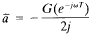 ã = − G(e^{-jωT}) / 2j